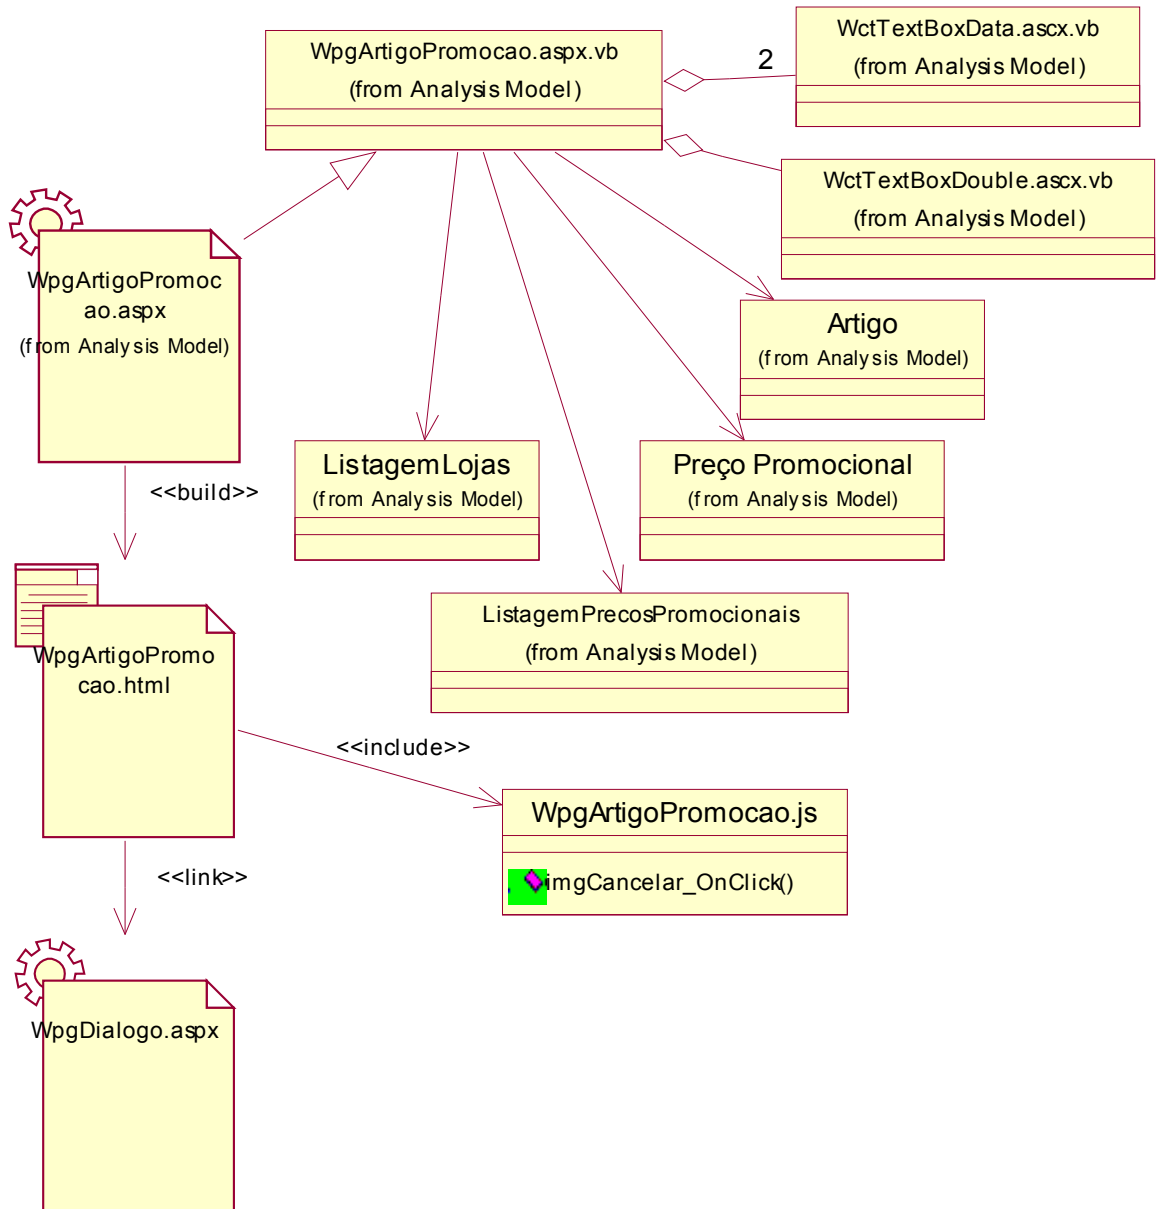 WpgArtigoPromocao.aspx.vb
(from Analysis Model)
2
WctTextBoxData.ascx.vb
(from Analysis Model)
WctTextBoxDouble.ascx.vb
(from Analysis Model)
WpgArtigoPromoc
ao.aspx
(from Analysis Model)
Artigo
(from Analysis Model)
ListagemLojas
(from Analysis Model)
Preço Promocional
(from Analysis Model)
<<build>>
ListagemPrecosPromocionais
(from Analysis Model)
WpgArtigoPromo
cao.html
<<include>>
WpgArtigoPromocao.js
imgCancelar_OnClick()
<<link>>
WpgDialogo.aspx